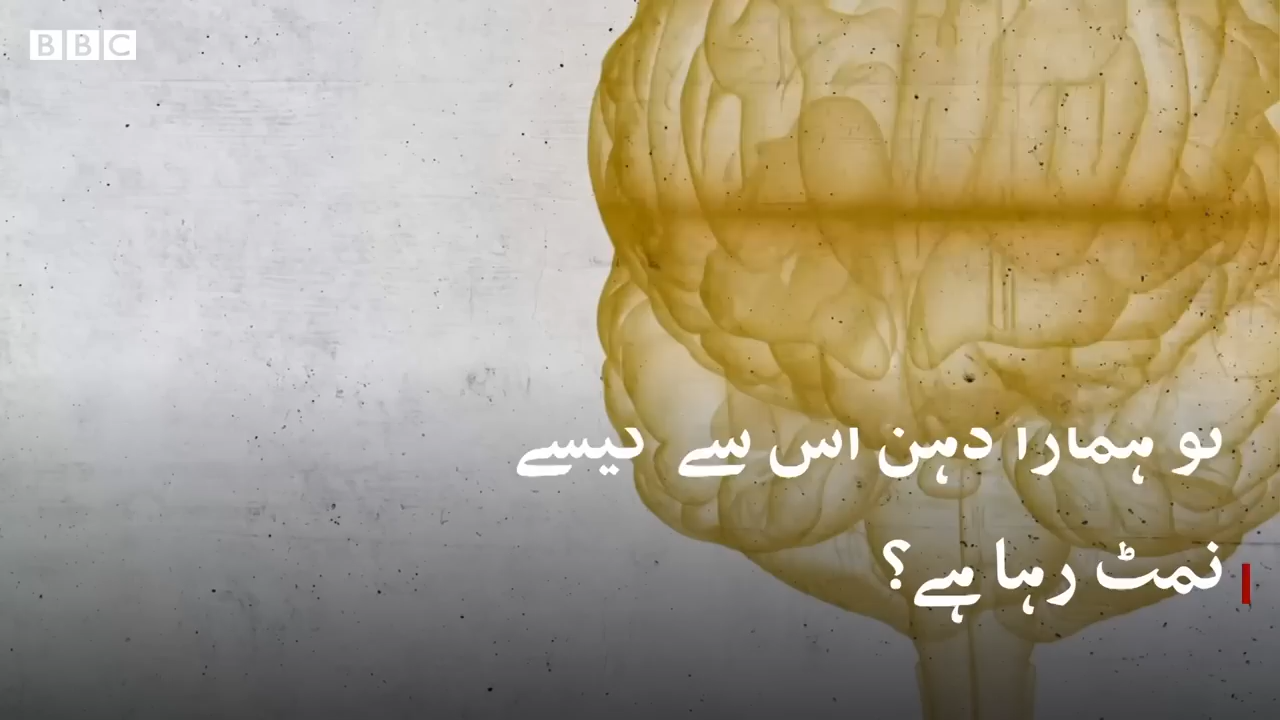 BBC
تو ہمارا ذہن اس سے کیسے
نمٹ رہا ہے؟